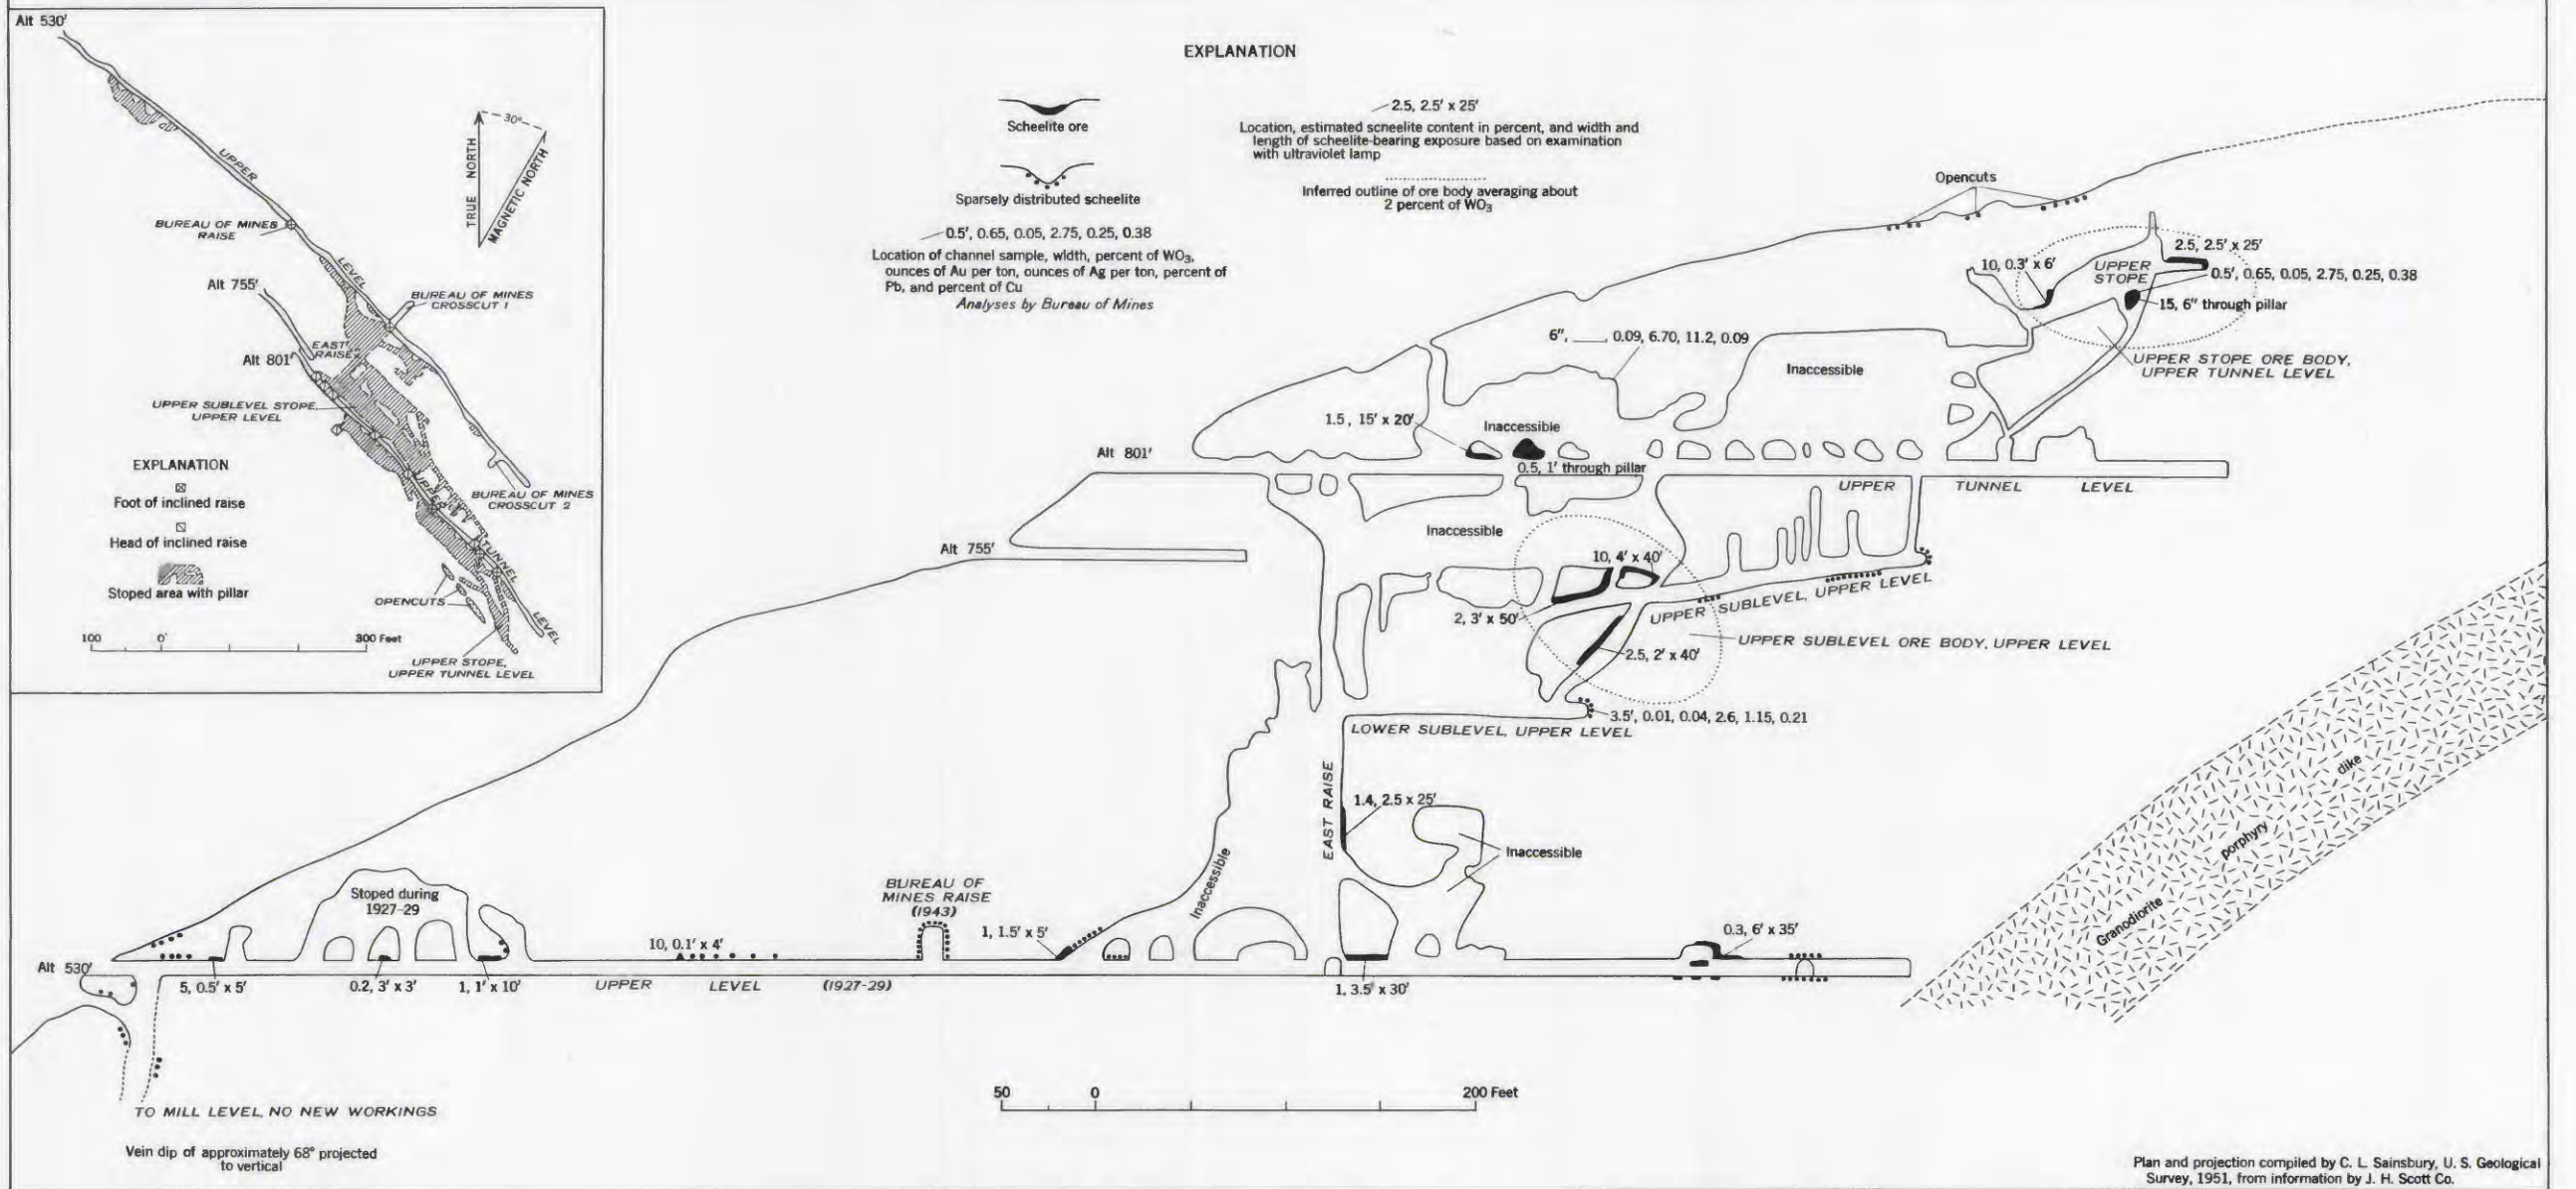 Alt 530'
UPPER
LEVEL
BUREAU OF MINES
RAISE
Alt 755'
BUREAU OF MINES
CROSSCUT 1
EAST
RAISE
Alt 801'
UPPER SUBLEVEL STOPE,
UPPER LEVEL
UPPER
TUNNEL
LEVEL
BUREAU OF MINES
CROSSCUT 2
OPENCUTS
UPPER STOPE,
UPPER TUNNEL LEVEL
TRUE NORTH
MAGNETIC NORTH
30°
EXPLANATION
Foot of inclined raise
Head of inclined raise
Stoped area with pillar
100 0' 300 Feet
EXPLANATION
Scheelite ore
Sparsely distributed scheelite
0.5', 0.65, 0.05, 2.75, 0.25, 0.38
Location of channel sample, width, percent of WO₃,
ounces of Au per ton, ounces of Ag per ton, percent of
Pb, and percent of Cu
Analyses by Bureau of Mines
2.5, 2.5' x 25'
Location, estimated scneelite content in percent, and width and
length of scheelite-bearing exposure based on examination
with ultraviolet lamp
Inferred outline of ore body averaging about
2 percent of WO₃
Opencuts
2.5, 2.5' x 25'
10, 0.3' x 6'
UPPER
STOPE
0.5', 0.65, 0.05, 2.75, 0.25, 0.38
15, 6" through pillar
6", ____, 0.09, 6.70, 11.2, 0.09
Inaccessible
UPPER STOPE ORE BODY,
UPPER TUNNEL LEVEL
1.5, 15' x 20'
Inaccessible
Alt 801'
0.5, 1' through pillar
UPPER TUNNEL LEVEL
Inaccessible
Alt 755'
10, 4' x 40'
UPPER SUBLEVEL, UPPER LEVEL
2, 3' x 50'
UPPER SUBLEVEL ORE BODY, UPPER LEVEL
2.5, 2' x 40'
3.5', 0.01, 0.04, 2.6, 1.15, 0.21
LOWER SUBLEVEL, UPPER LEVEL
EAST RAISE
1.4, 2.5 x 25'
Inaccessible
Inaccessible
Granodiorite porphyry dike
Stoped during
1927-29
BUREAU OF
MINES RAISE
(1943)
1, 1.5' x 5'
10, 0.1' x 4'
0.3, 6' x 35'
Alt 530'
5, 0.5' x 5'
0.2, 3' x 3'
1, 1' x 10'
UPPER LEVEL (1927-29)
1, 3.5' x 30'
50 0 200 Feet
TO MILL LEVEL, NO NEW WORKINGS
Vein dip of approximately 68° projected
to vertical
Plan and projection compiled by C. L. Sainsbury, U. S. Geological
Survey, 1951, from information by J. H. Scott Co.